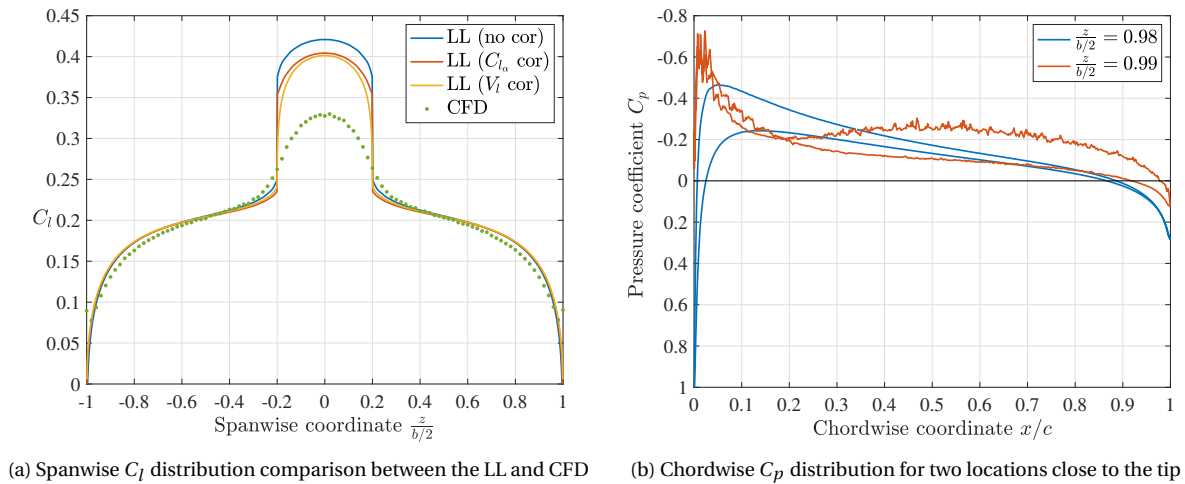 0.45
0.4
0.35
0.3
0.25
0.2
0.15
0.1
0.05
0
C_l
-1 -0.8 -0.6 -0.4 -0.2 0 0.2 0.4 0.6 0.8 1
Spanwise coordinate z/(b/2)
LL (no cor)
LL (C_{l_α} cor)
LL (V_l cor)
CFD
(a) Spanwise C_l distribution comparison between the LL and CFD
-0.8
-0.6
-0.4
-0.2
0
0.2
0.4
0.6
0.8
1
Pressure coefficient C_p
0 0.1 0.2 0.3 0.4 0.5 0.6 0.7 0.8 0.9 1
Chordwise coordinate x/c
z/(b/2) = 0.98
z/(b/2) = 0.99
(b) Chordwise C_p distribution for two locations close to the tip